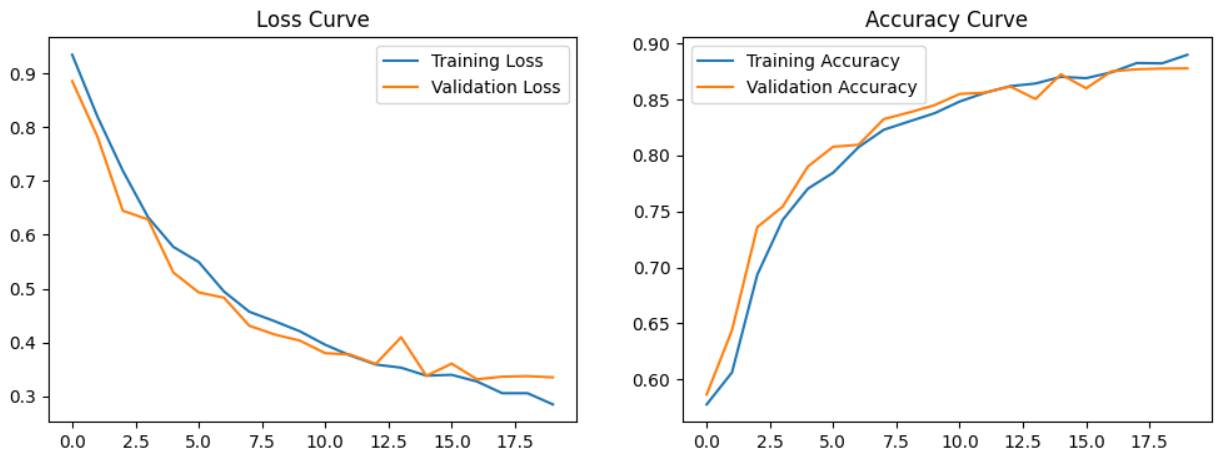 Loss Curve
Training Loss
Validation Loss
0.9
0.8
0.7
0.6
0.5
0.4
0.3
0.0 2.5 5.0 7.5 10.0 12.5 15.0 17.5
Accuracy Curve
Training Accuracy
Validation Accuracy
0.90
0.85
0.80
0.75
0.70
0.65
0.60
0.0 2.5 5.0 7.5 10.0 12.5 15.0 17.5